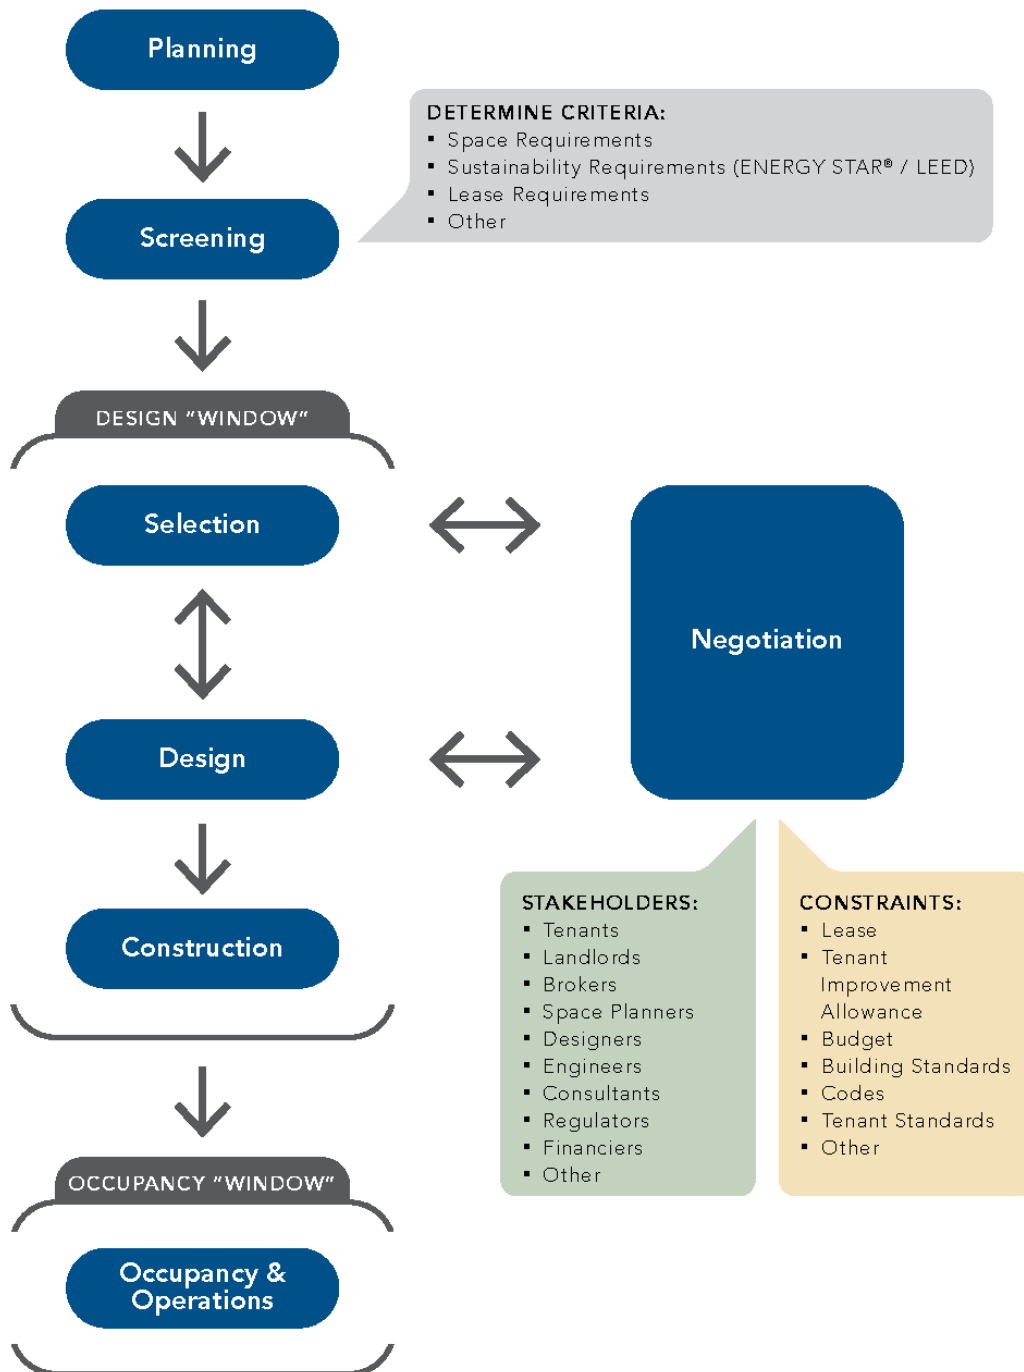 Planning
DETERMINE CRITERIA:
▪ Space Requirements
▪ Sustainability Requirements (ENERGY STAR® / LEED)
▪ Lease Requirements
▪ Other
Screening
DESIGN “WINDOW”
Selection
Negotiation
Design
Construction
STAKEHOLDERS:
▪ Tenants
▪ Landlords
▪ Brokers
▪ Space Planners
▪ Designers
▪ Engineers
▪ Consultants
▪ Regulators
▪ Financiers
▪ Other
CONSTRAINTS:
▪ Lease
▪ Tenant
Improvement
Allowance
▪ Budget
▪ Building Standards
▪ Codes
▪ Tenant Standards
▪ Other
OCCUPANCY “WINDOW”
Occupancy &
Operations